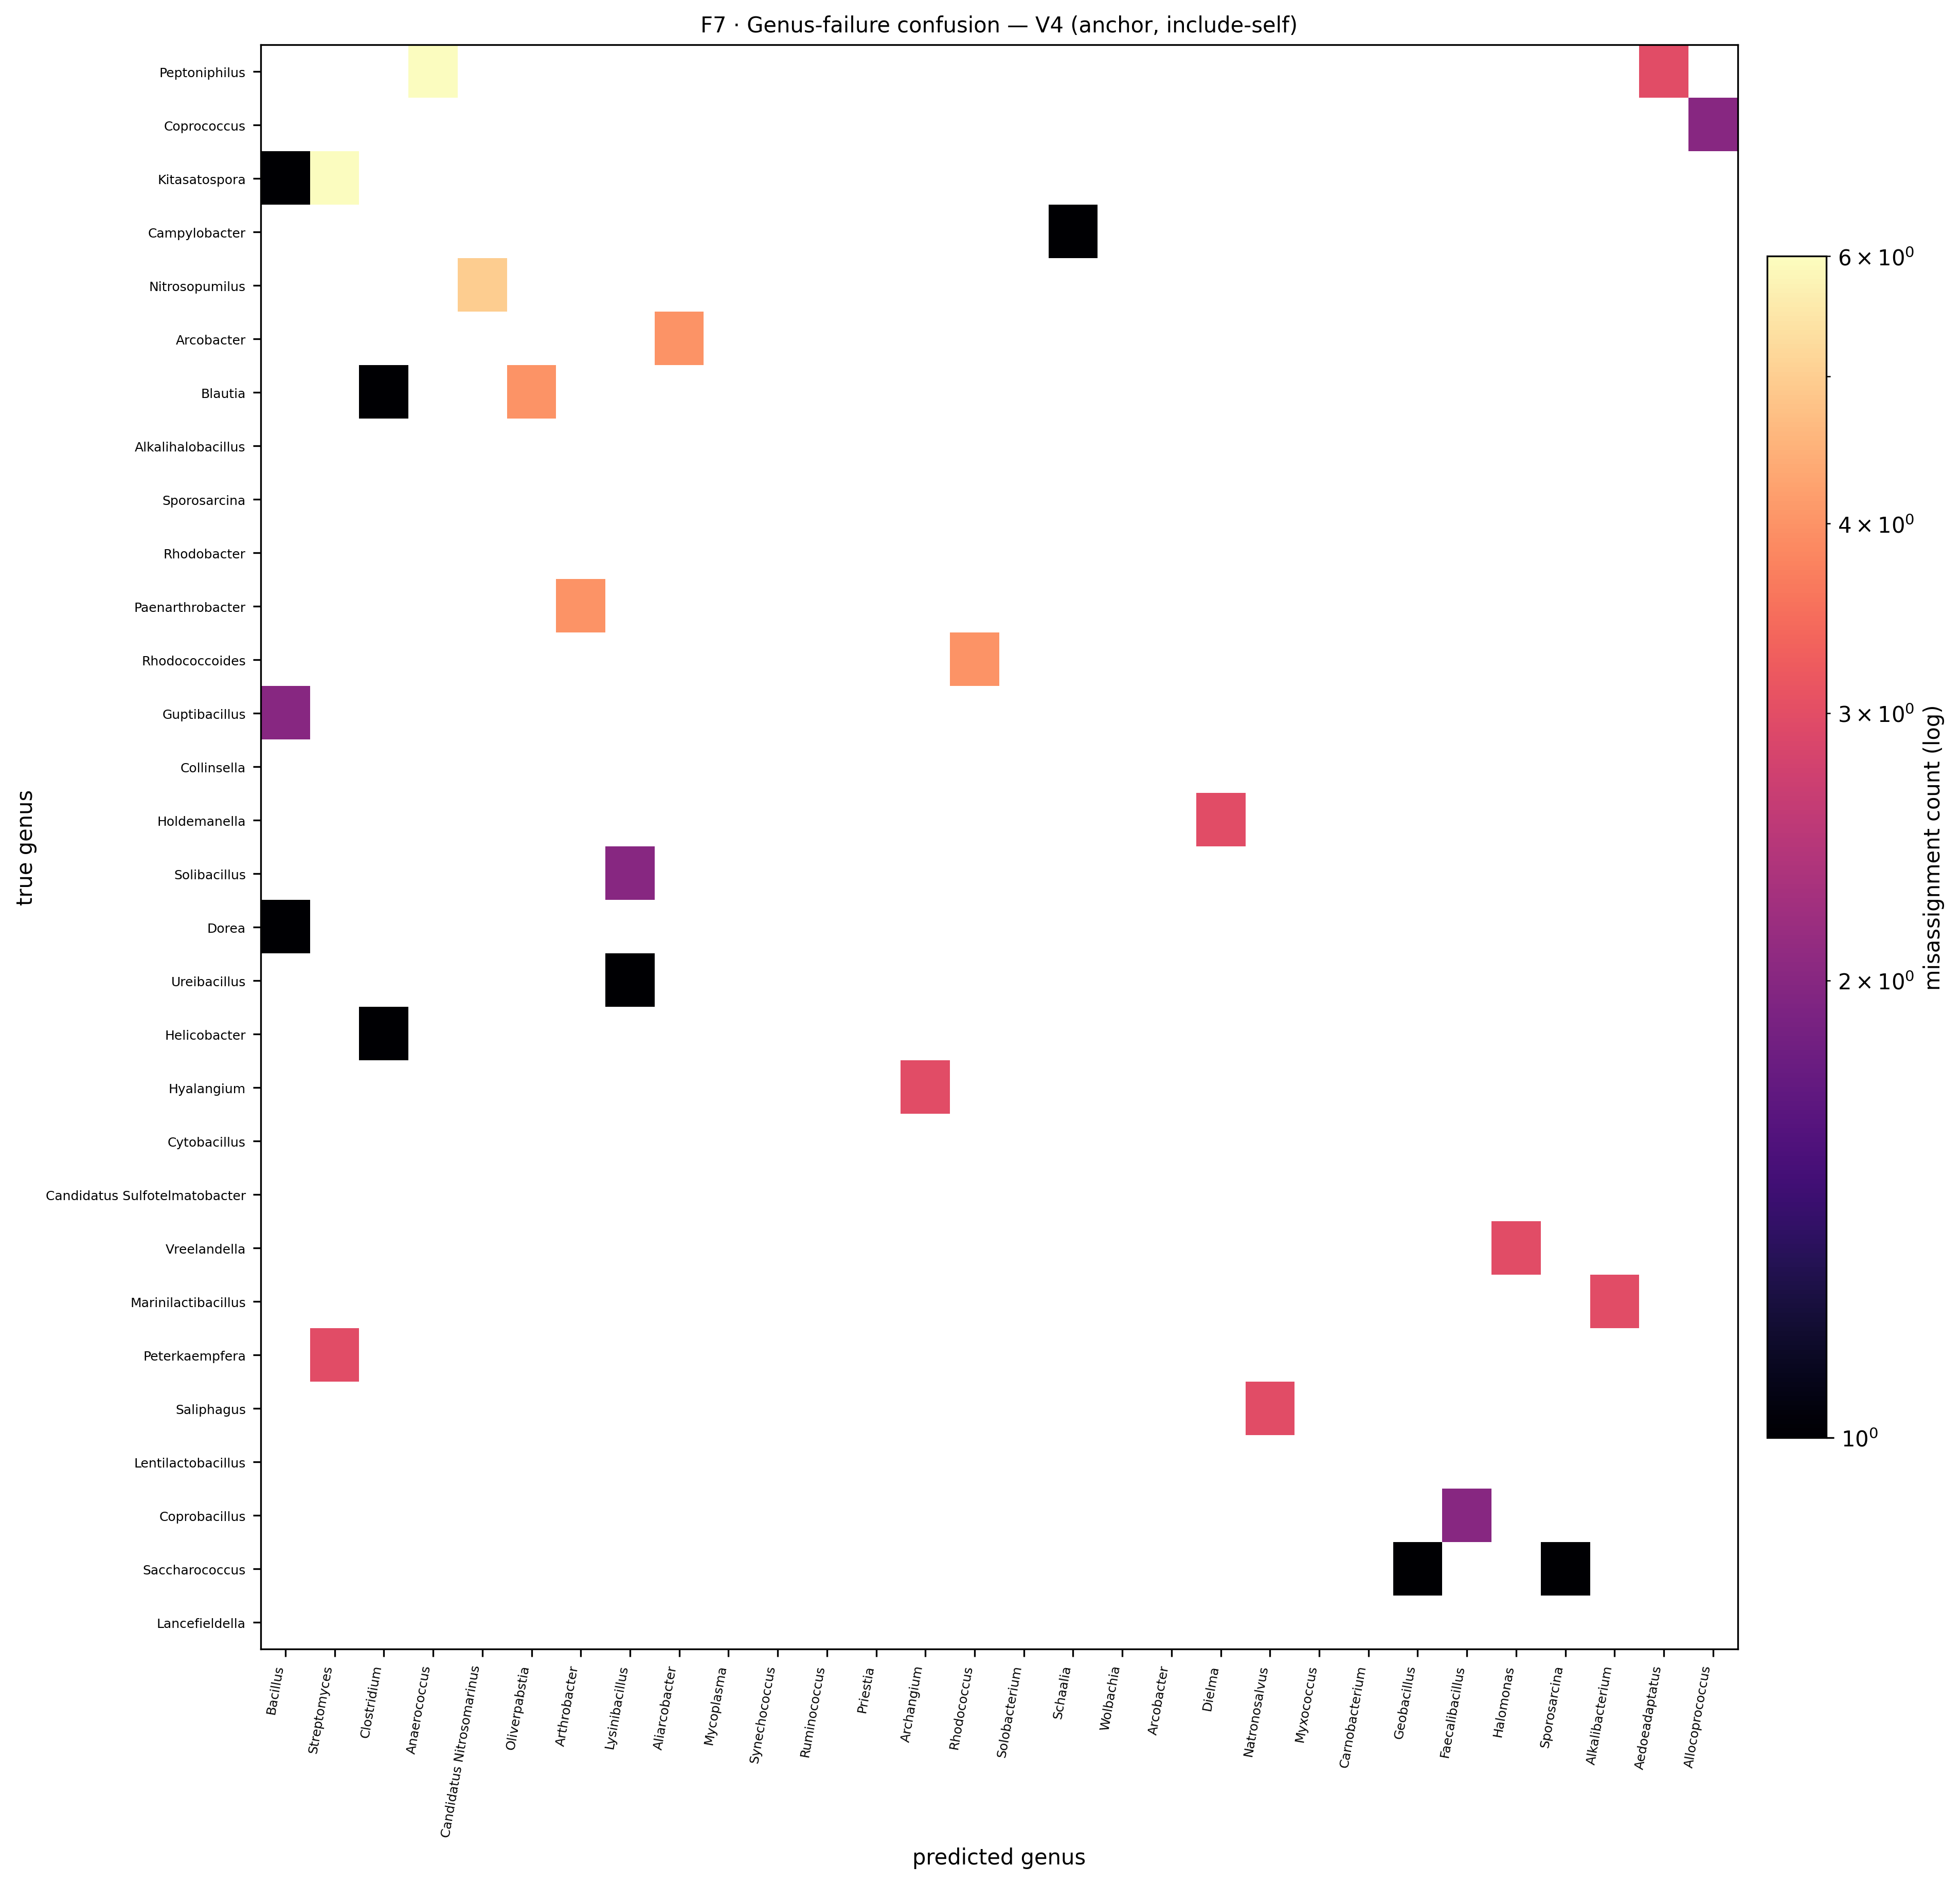 F7 · Genus-failure confusion — V4 (anchor, include-self)
true genus
Peptoniphilus
Coprococcus
Kitasatospora
Campylobacter
Nitrosopumilus
Arcobacter
Blautia
Alkalihalobacillus
Sporosarcina
Rhodobacter
Paenarthrobacter
Rhodococcoides
Guptibacillus
Collinsella
Holdemanella
Solibacillus
Dorea
Ureibacillus
Helicobacter
Hyalangium
Cytobacillus
Candidatus Sulfotelmatobacter
Vreelandella
Marinilactibacillus
Peterkaempfera
Saliphagus
Lentilactobacillus
Coprobacillus
Saccharococcus
Lancefieldella
Bacillus
Streptomyces
Clostridium
Anaerococcus
Candidatus Nitrosomarinus
Oliverpabstia
Arthrobacter
Lysinibacillus
Aliarcobacter
Mycoplasma
Synechococcus
Ruminococcus
Priestia
Archangium
Rhodococcus
Solobacterium
Schaalia
Wolbachia
Arcobacter
Dielma
Natronosalvus
Myxococcus
Carnobacterium
Geobacillus
Faecalibacillus
Halomonas
Sporosarcina
Alkalibacterium
Aedoeadaptatus
Allocoprococcus
predicted genus
6 × 10⁰
4 × 10⁰
3 × 10⁰
2 × 10⁰
10⁰
misassignment count (log)